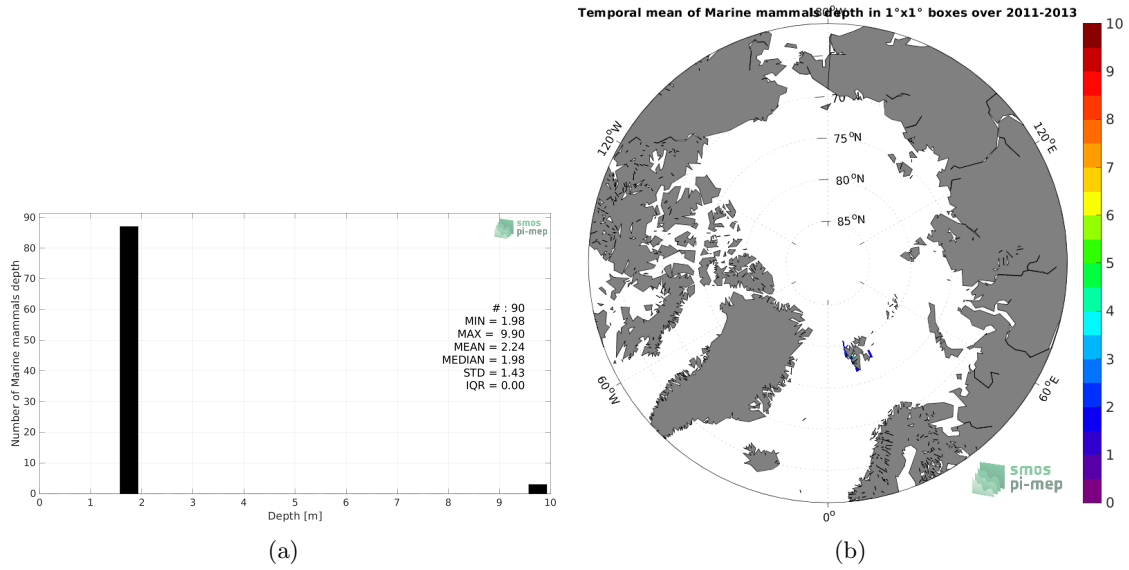 90
80
70
60
50
40
30
20
10
0
Number of Marine mammals depth
0 1 2 3 4 5 6 7 8 9 10
Depth [m]
smos
pi-mep
# : 90
MIN = 1.98
MAX = 9.90
MEAN = 2.24
MEDIAN = 1.98
STD = 1.43
IQR = 0.00
(a)
Temporal mean of Marine mammals depth in 1°x1° boxes over 2011-2013
180°W
120°W
120°E
75°N
80°N
85°N
60°W
60°E
0°
10
9
8
7
6
5
4
3
2
1
0
smos
pi-mep
(b)